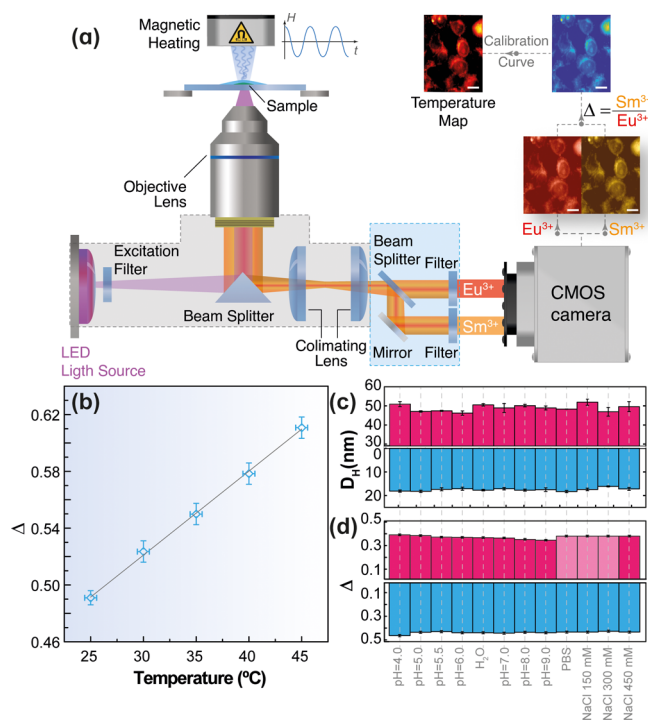 (a)
Magnetic
Heating
H
t
Sample
Objective
Lens
Calibration
Curve
Temperature
Map
Δ = Sm3+
Eu3+
Eu3+
Sm3+
Excitation
Filter
Beam Splitter
Colimating
Lens
Beam
Splitter
Filter
Eu3+
Sm3+
Mirror
Filter
CMOS
camera
LED
Ligth Source
(b)
Δ
0.62
0.58
0.54
0.50
0.46
25
30
35
40
45
Temperature (ºC)
(c)
DH(nm)
60
50
40
30
0
10
20
(d)
Δ
0.5
0.3
0.1
0.1
0.3
0.5
pH=4.0
pH=5.0.
pH=5.5.
pH=6.0.
H2O.
pH=7.0
pH=8.0
pH=9.0
PBS
NaCl 150 mM
NaCl 300 mM
NaCl 450 mM